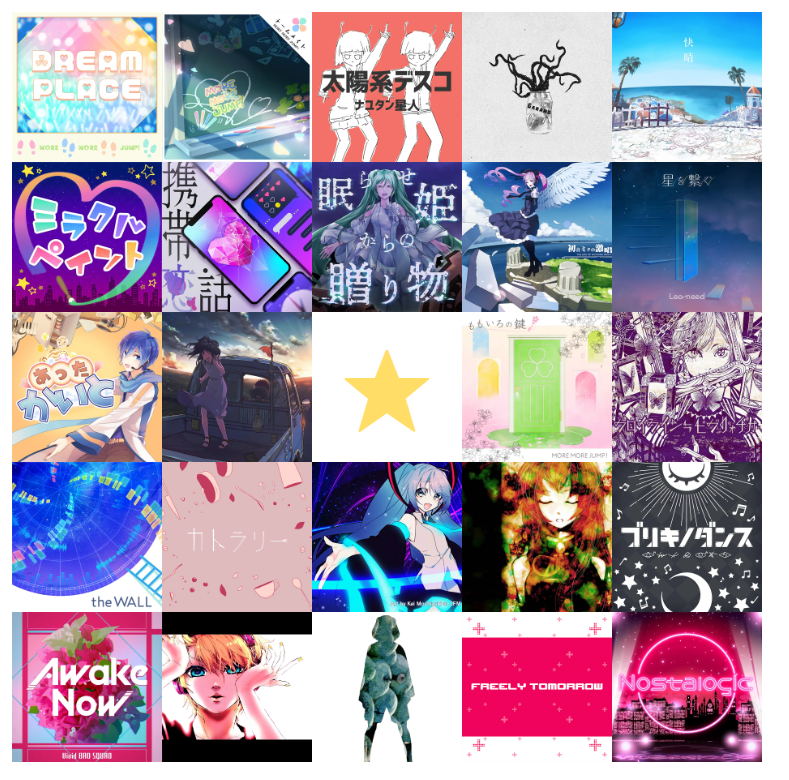 DREAM
PLACE
MORE MORE JUMP!
MORE
MORE
JUMP!
太陽系デスコ
ナユタン星人
快晴
ミラクル
ペイント
携帯恋話
眠らせ姫
からの
贈り物
星を繋ぐ
Leo/need
あったかいと
ももいろの鍵
MORE MORE JUMP!
theWALL
カトラリー
ブリキノダンス
Awake
Now
Vivid BAD SQUAD
FREELY TOMORROW
Nostalogic